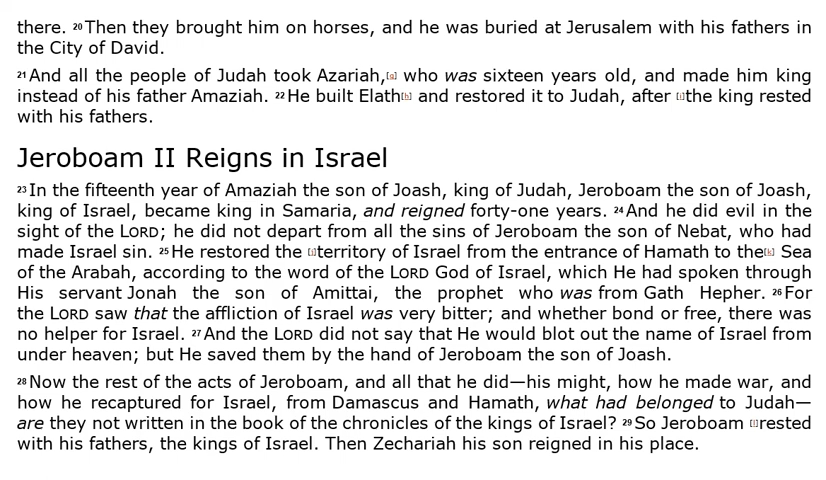 there. 20 Then they brought him on horses, and he was buried at Jerusalem with his fathers in
the City of David.
21 And all the people of Judah took Azariah,[g] who was sixteen years old, and made him king
instead of his father Amaziah. 22 He built Elath[h] and restored it to Judah, after [i]the king rested
with his fathers.
Jeroboam II Reigns in Israel
23 In the fifteenth year of Amaziah the son of Joash, king of Judah, Jeroboam the son of Joash,
king of Israel, became king in Samaria, and reigned forty-one years. 24 And he did evil in the
sight of the LORD; he did not depart from all the sins of Jeroboam the son of Nebat, who had
made Israel sin. 25 He restored the [j]territory of Israel from the entrance of Hamath to the[k] Sea
of the Arabah, according to the word of the LORD God of Israel, which He had spoken through
His servant Jonah the son of Amittai, the prophet who was from Gath Hepher. 26 For
the LORD saw that the affliction of Israel was very bitter; and whether bond or free, there was
no helper for Israel. 27 And the LORD did not say that He would blot out the name of Israel from
under heaven; but He saved them by the hand of Jeroboam the son of Joash.
28 Now the rest of the acts of Jeroboam, and all that he did—his might, how he made war, and
how he recaptured for Israel, from Damascus and Hamath, what had belonged to Judah—
are they not written in the book of the chronicles of the kings of Israel? 29 So Jeroboam [l]rested
with his fathers, the kings of Israel. Then Zechariah his son reigned in his place.